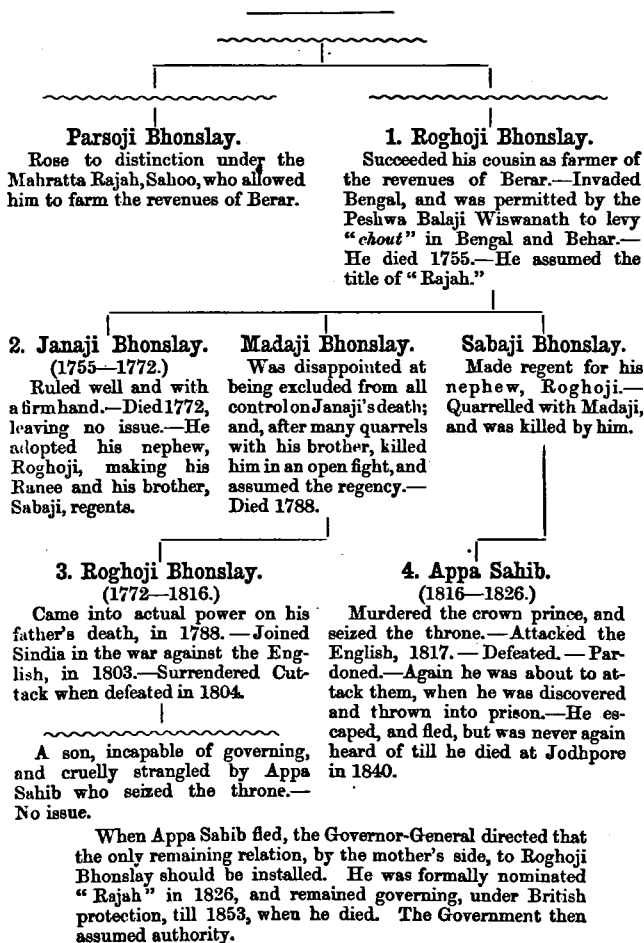 Parsoji Bhonslay.
Rose to distinction under the
Mahratta Rajah, Sahoo, who allowed
him to farm the revenues of Berar.
1. Roghoji Bhonslay.
Succeeded his cousin as farmer of
the revenues of Berar.—Invaded
Bengal, and was permitted by the
Peshwa Balaji Wiswanath to levy
"chout" in Bengal and Behar.—
He died 1755.—He assumed the
title of "Rajah."
2. Janaji Bhonslay.
(1755—1772.)
Ruled well and with
a firm hand.—Died 1772,
leaving no issue.—He
adopted his nephew,
Roghoji, making his
Ranee and his brother,
Sabaji, regents.
Madaji Bhonslay.
Was disappointed at
being excluded from all
control on Janaji's death;
and, after many quarrels
with his brother, killed
him in an open fight, and
assumed the regency.—
Died 1788.
Sabaji Bhonslay.
Made regent for his
nephew, Roghoji.—
Quarrelled with Madaji,
and was killed by him.
3. Roghoji Bhonslay.
(1772—1816.)
Came into actual power on his
father's death, in 1788.—Joined
Sindia in the war against the Eng-
lish, in 1803.—Surrendered Cut-
tack when defeated in 1804.
A son, incapable of governing,
and cruelly strangled by Appa
Sahib who seized the throne.—
No issue.
4. Appa Sahib.
(1816—1826.)
Murdered the crown prince, and
seized the throne.—Attacked the
English, 1817.—Defeated.—Par-
doned.—Again he was about to at-
tack them, when he was discovered
and thrown into prison.—He es-
caped, and fled, but was never again
heard of till he died at Jodhpore
in 1840.
When Appa Sahib fled, the Governor-General directed that
the only remaining relation, by the mother's side, to Roghoji
Bhonslay should be installed. He was formally nominated
"Rajah" in 1826, and remained governing, under British
protection, till 1853, when he died. The Government then
assumed authority.